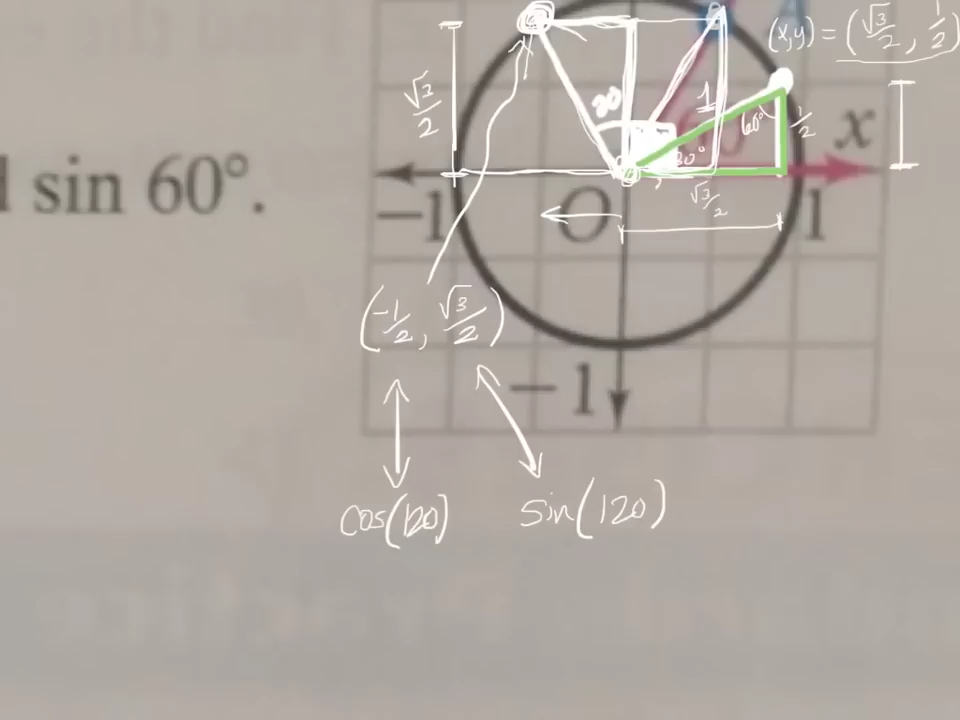 (x,y) = (√3/2, 1/2)
√3/2
30
1
60°
1/2
x
30°
d sin 60°.
-1
O
√3/2
1
(-1/2, √3/2)
-1
cos(120)
sin(120)